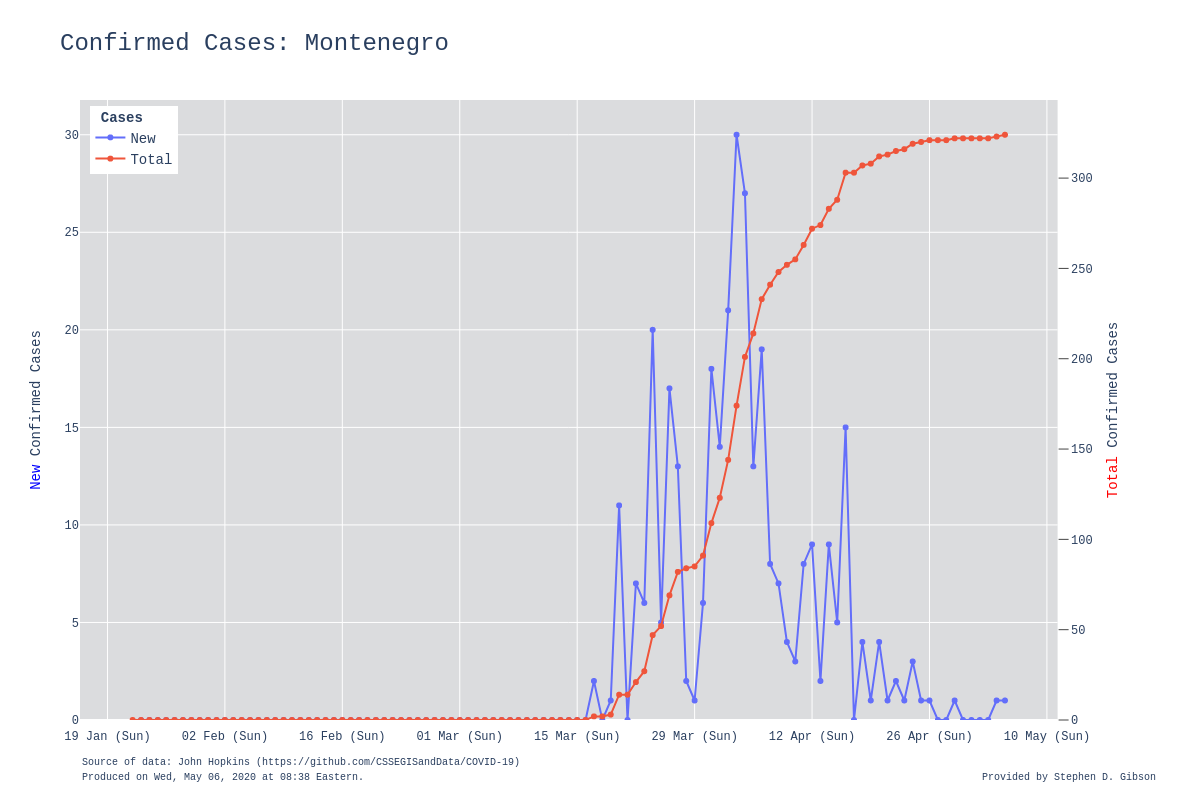 Confirmed Cases: Montenegro
Cases
New
Total
30
25
20
15
10
5
0
300
250
200
150
100
50
0
New Confirmed Cases
Total Confirmed Cases
19 Jan (Sun) 02 Feb (Sun) 16 Feb (Sun) 01 Mar (Sun) 15 Mar (Sun) 29 Mar (Sun) 12 Apr (Sun) 26 Apr (Sun) 10 May (Sun)
Source of data: John Hopkins (https://github.com/CSSEGISandData/COVID-19)
Produced on Wed, May 06, 2020 at 08:38 Eastern.
Provided by Stephen D. Gibson